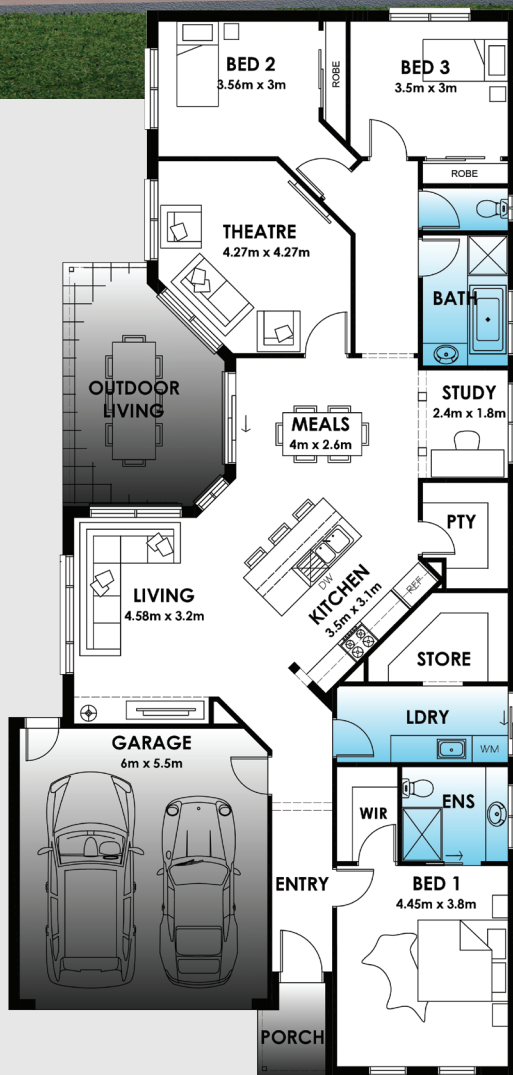 BED 2
3.56m x 3m
ROBE
BED 3
3.5m x 3m
ROBE
THEATRE
4.27m x 4.27m
BATH
OUTDOOR
LIVING
MEALS
4m x 2.6m
STUDY
2.4m x 1.8m
PTY
DW
KITCHEN
3.5m x 3.1m
REF
LIVING
4.58m x 3.2m
STORE
LDRY
WM
GARAGE
6m x 5.5m
WIR
ENS
ENTRY
BED 1
4.45m x 3.8m
PORCH